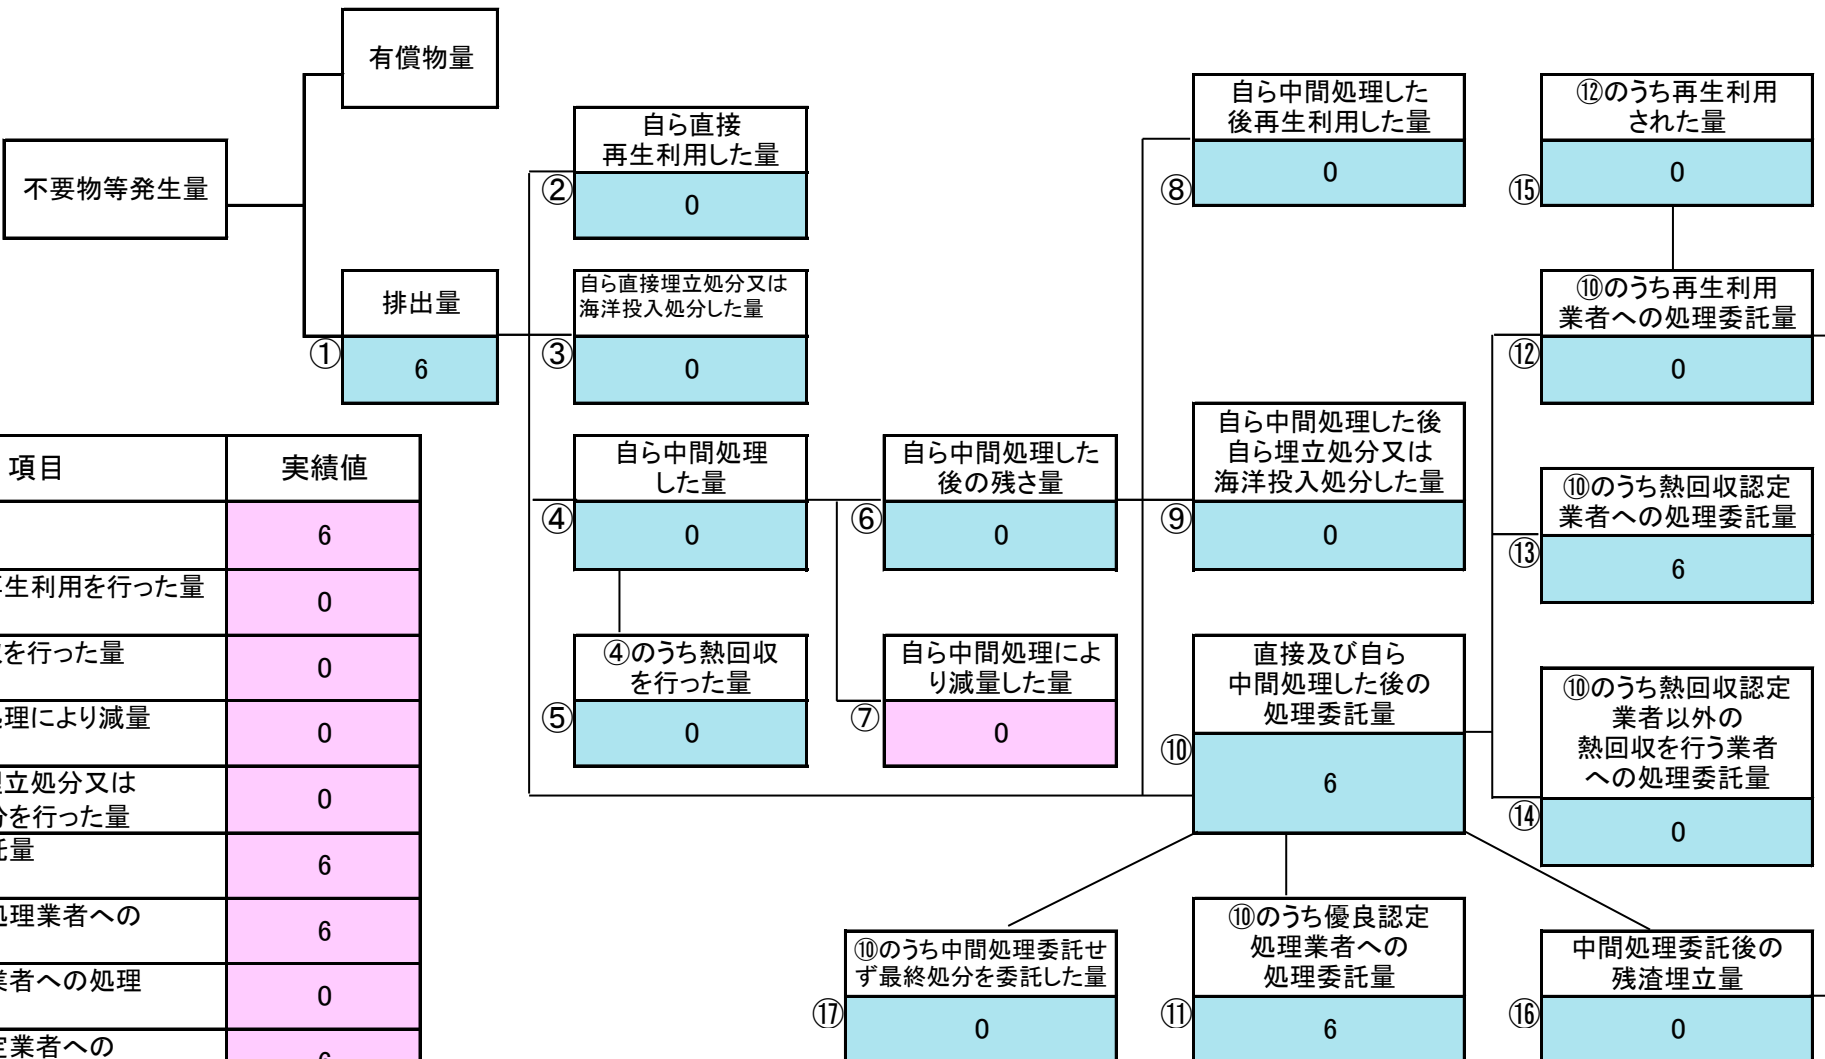 有償物量
不要物等発生量
排出量
①
6
自ら直接
再生利用した量
②
0
自ら直接埋立処分又は
海洋投入処分した量
③
0
自ら中間処理
した量
④
0
④のうち熱回収
を行った量
⑤
0
自ら中間処理した
後の残さ量
⑥
0
自ら中間処理によ
り減量した量
⑦
0
自ら中間処理した
後再生利用した量
⑧
0
自ら中間処理した後
自ら埋立処分又は
海洋投入処分した量
⑨
0
直接及び自ら
中間処理した後の
処理委託量
⑩
6
⑩のうち優良認定
処理業者への
処理委託量
⑪
6
⑫のうち再生利用
された量
⑮
0
⑩のうち再生利用
業者への処理委託量
⑫
0
⑩のうち熱回収認定
業者への処理委託量
⑬
6
⑩のうち熱回収認定
業者以外の
熱回収を行う業者
への処理委託量
⑭
0
中間処理委託後の
残渣埋立量
⑯
0
⑩のうち中間処理委託せ
ず最終処分を委託した量
⑰
0
項目 実績値
6
生利用を行った量
0
を行った量
0
理により減量
0
立処分又は
を行った量
0
量
6
処理業者への
6
業者への処理
0
業者への
6